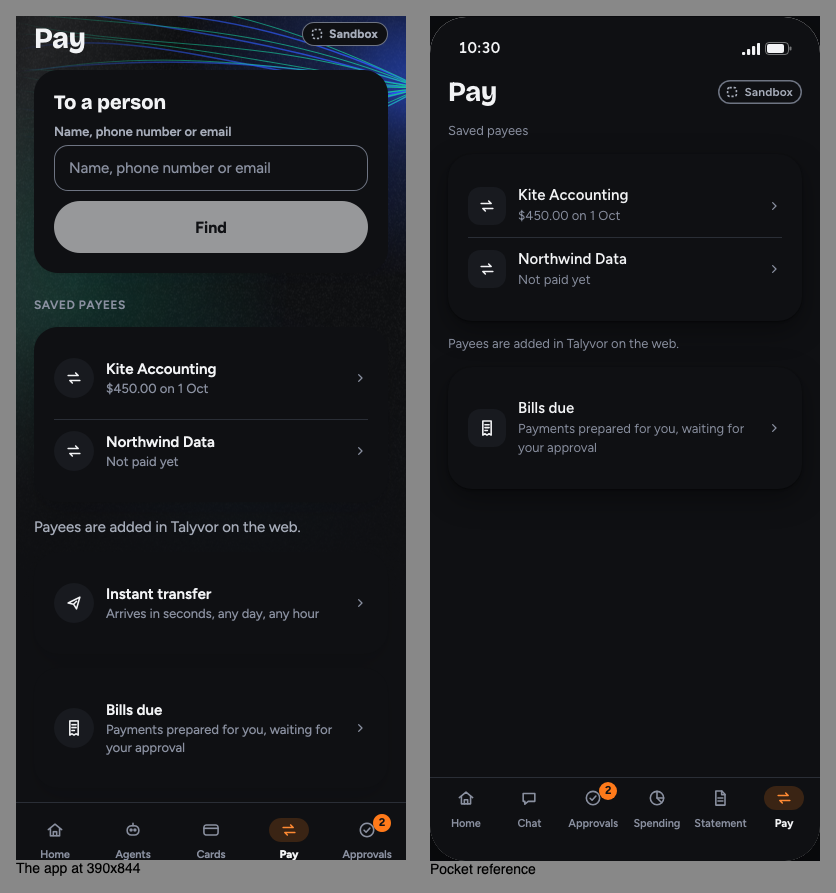 Pay
Sandbox
To a person
Name, phone number or email
Name, phone number or email
Find
SAVED PAYEES
Kite Accounting
$450.00 on 1 Oct
Northwind Data
Not paid yet
Payees are added in Talyvor on the web.
Instant transfer
Arrives in seconds, any day, any hour
Bills due
Payments prepared for you, waiting for
your approval
2
Home
Agents
Cards
Pay
Approvals
The app at 390x844
10:30
Pay
Sandbox
Saved payees
Kite Accounting
$450.00 on 1 Oct
Northwind Data
Not paid yet
Payees are added in Talyvor on the web.
Bills due
Payments prepared for you, waiting for
your approval
2
Home
Chat
Approvals
Spending
Statement
Pay
Pocket reference